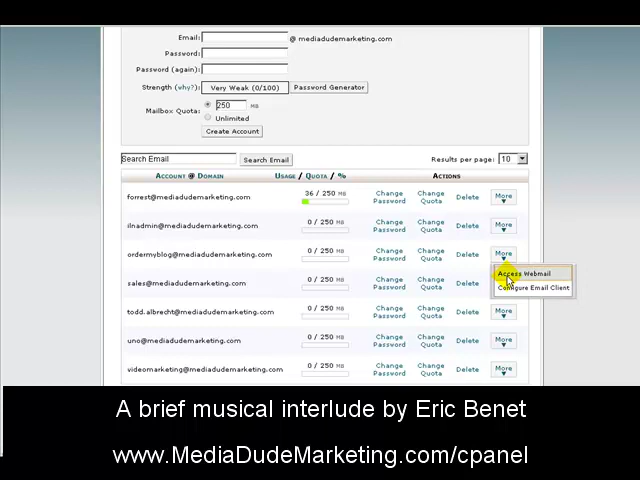 Email: @ mediadudemarketing.com
Password:
Password (again):
Strength (why?): Very Weak (0/100) Password Generator
Mailbox Quota: 250 MB
Unlimited
Create Account
Search Email Search Email Results per page: 10
Account @ Domain Usage / Quota / % Actions
forrest@mediadudemarketing.com 36 / 250 MB Change Password Change Quota Delete More
ilnadmin@mediadudemarketing.com 0 / 250 MB Change Password Change Quota Delete More
ordermyblog@mediadudemarketing.com 0 / 250 MB Change Password Change Quota Delete More
Access Webmail
sales@mediadudemarketing.com 0 / 250 MB Change Password Change Quota Delete
Configure Email Client
todd.albrecht@mediadudemarketing.com 0 / 250 MB Change Password Change Quota Delete More
uno@mediadudemarketing.com 0 / 250 MB Change Password Change Quota Delete More
videomarketing@mediadudemarketing.com 0 / 250 MB Change Password Change Quota Delete More
A brief musical interlude by Eric Benet
www.MediaDudeMarketing.com/cpanel